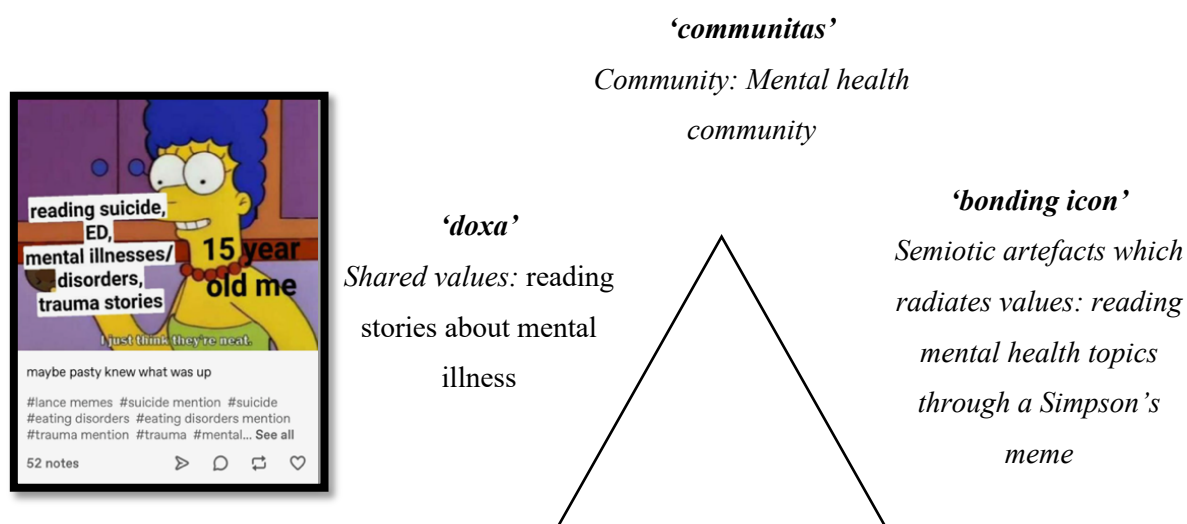 ‘communitas’
Community: Mental health
community
reading suicide,
ED,
mental illnesses/
disorders,
trauma stories
15 year
old me
I just think they're neat.
maybe pasty knew what was up
#lance memes #suicide mention #suicide
#eating disorders #eating disorders mention
#trauma mention #trauma #mental... See all
52 notes
‘doxa’
Shared values: reading
stories about mental
illness
‘bonding icon’
Semiotic artefacts which
radiates values: reading
mental health topics
through a Simpson’s
meme